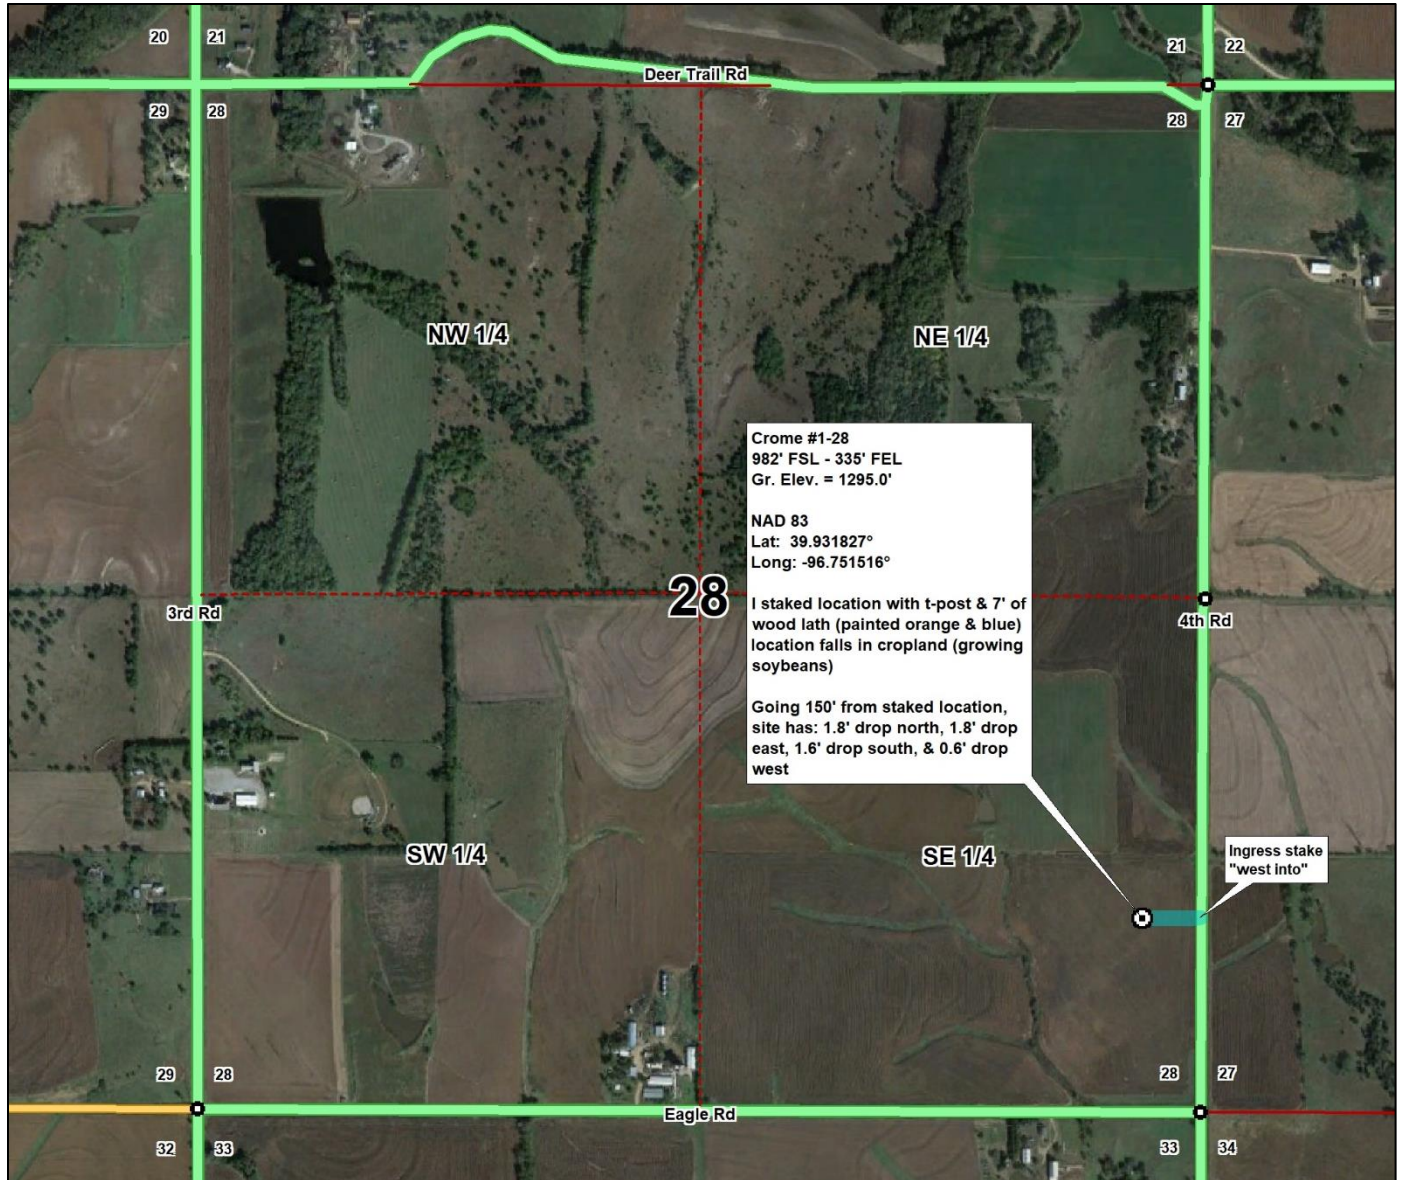 20 21
21 22
Deer Trail Rd
29 28
28 27
NW 1/4
NE 1/4
Crome #1-28
982' FSL - 335' FEL
Gr. Elev. = 1295.0'
NAD 83
Lat: 39.931827°
Long: -96.751516°
I staked location with t-post & 7' of
wood lath (painted orange & blue)
location falls in cropland (growing
soybeans)
Going 150' from staked location,
site has: 1.8' drop north, 1.8' drop
east, 1.6' drop south, & 0.6' drop
west
28
3rd Rd
4th Rd
SW 1/4
SE 1/4
Ingress stake
"west into"
29 28
28 27
Eagle Rd
32 33
33 34